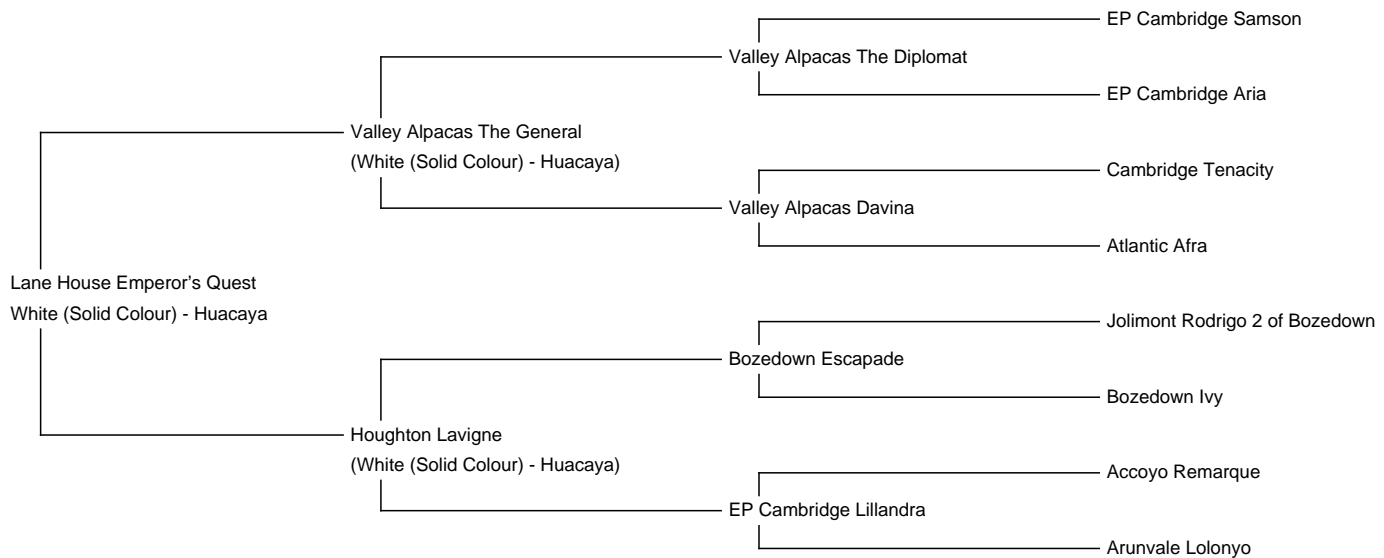 EP Cambridge Samson
Valley Alpacas The Diplomat
EP Cambridge Aria
Valley Alpacas The General
(White (Solid Colour) - Huacaya)
Cambridge Tenacity
Valley Alpacas Davina
Atlantic Afra
Lane House Emperor’s Quest
White (Solid Colour) - Huacaya
Jolimont Rodrigo 2 of Bozedown
Bozedown Escapade
Bozedown Ivy
Houghton Lavigne
(White (Solid Colour) - Huacaya)
Accoyo Remarque
EP Cambridge Lillandra
Arunvale Lolonyo